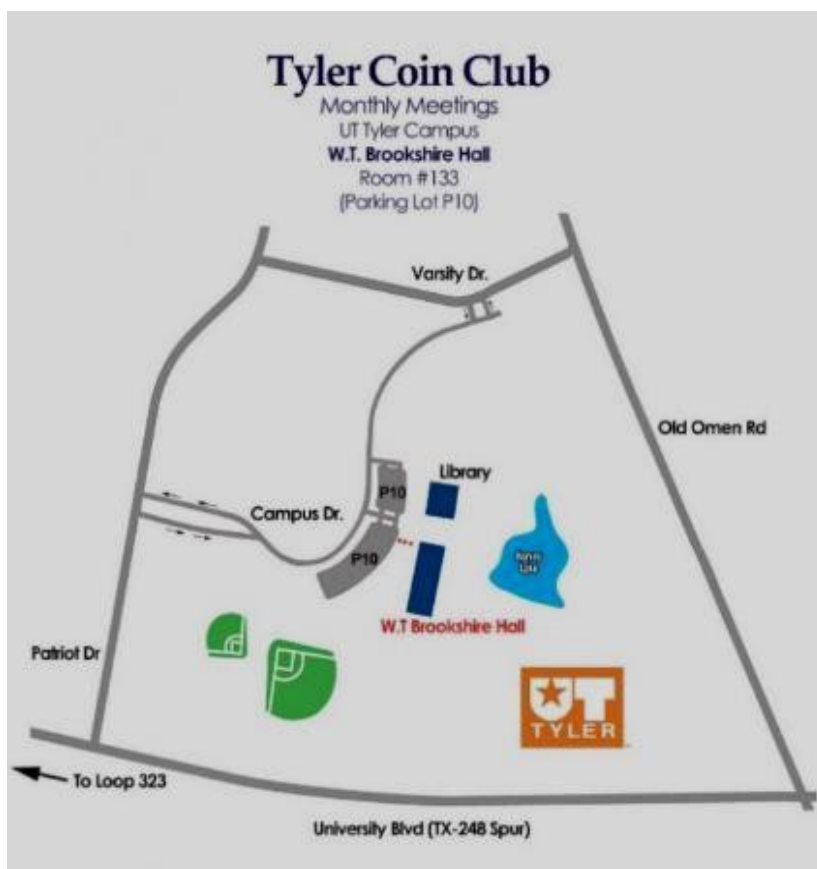 Tyler Coin Club
Monthly Meetings
UT Tyler Campus
W.T. Brookshire Hall
Room #133
(Parking Lot P10)
Varsity Dr.
Old Omen Rd
Library
P10
Campus Dr.
P10
W.T Brookshire Hall
Patriot Dr
UT
TYLER
To Loop 323
University Blvd (TX-248 Spur)